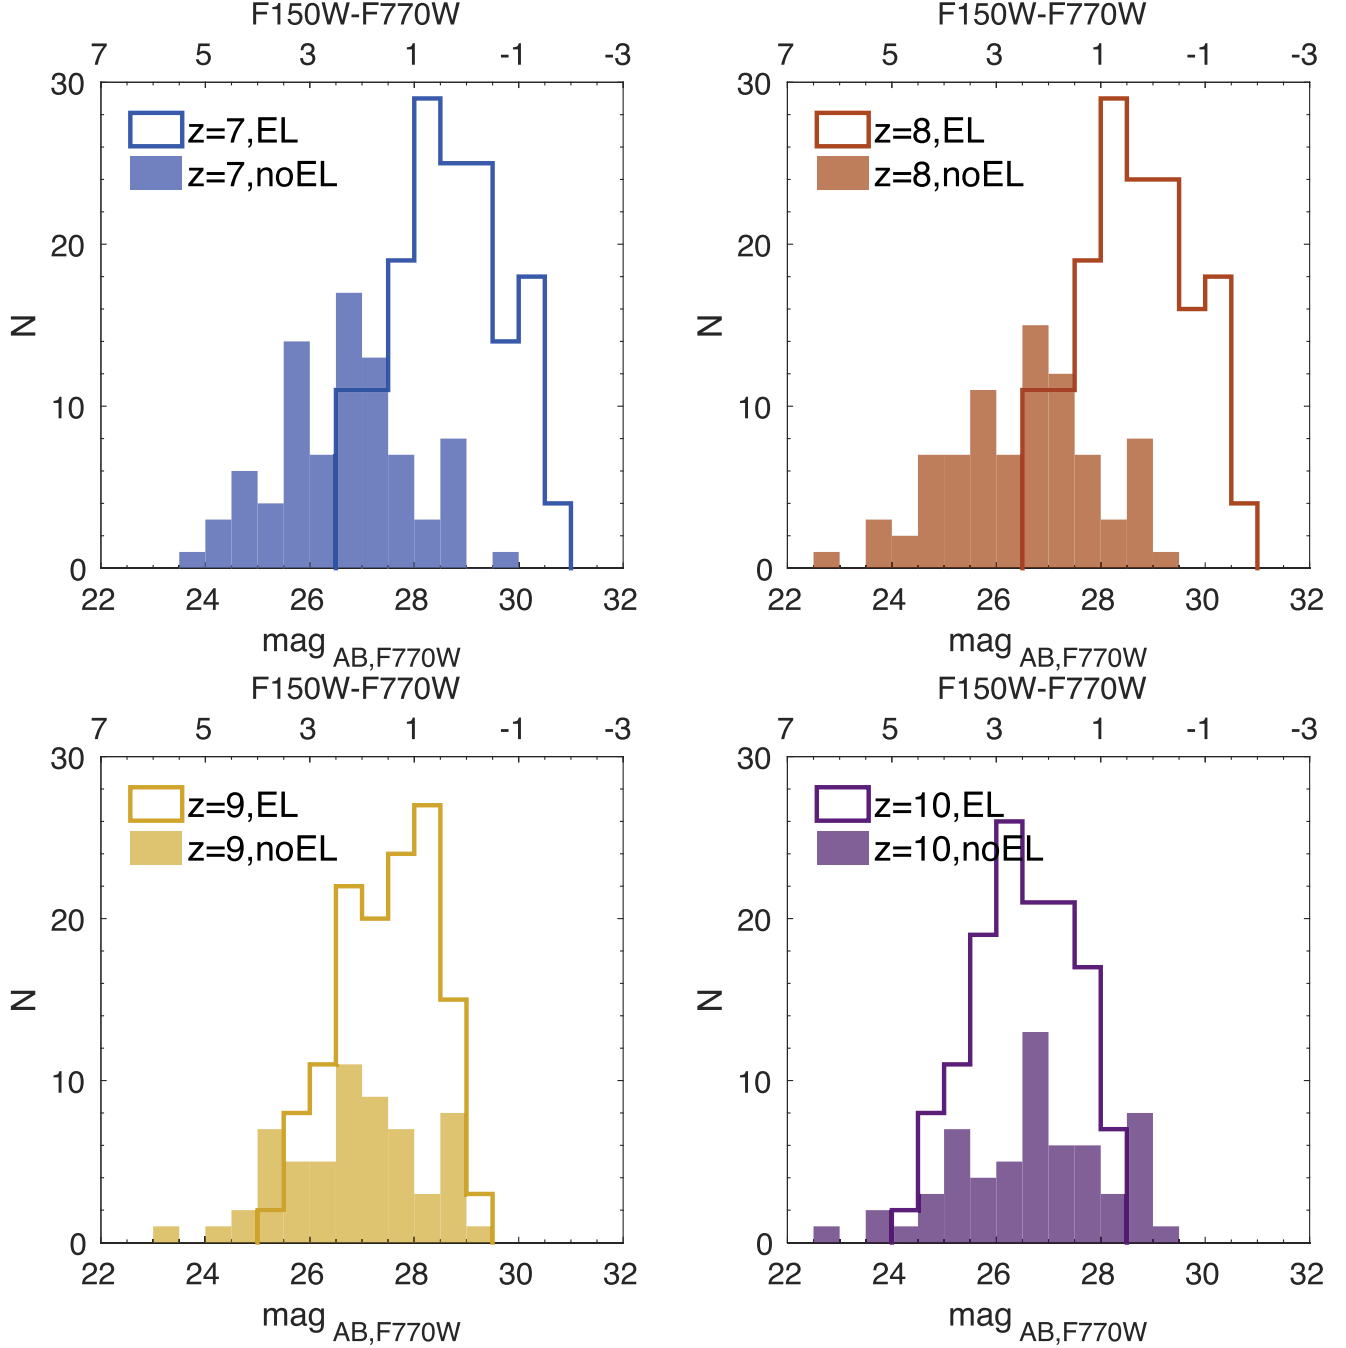 F150W-F770W
7 5 3 1 -1 -3
30
20
10
0
N
z=7,EL
z=7,noEL
22 24 26 28 30 32
mag AB,F770W
F150W-F770W
7 5 3 1 -1 -3
30
20
10
0
N
z=8,EL
z=8,noEL
22 24 26 28 30 32
mag AB,F770W
F150W-F770W
7 5 3 1 -1 -3
30
20
10
0
N
z=9,EL
z=9,noEL
22 24 26 28 30 32
mag AB,F770W
F150W-F770W
7 5 3 1 -1 -3
30
20
10
0
N
z=10,EL
z=10,noEL
22 24 26 28 30 32
mag AB,F770W